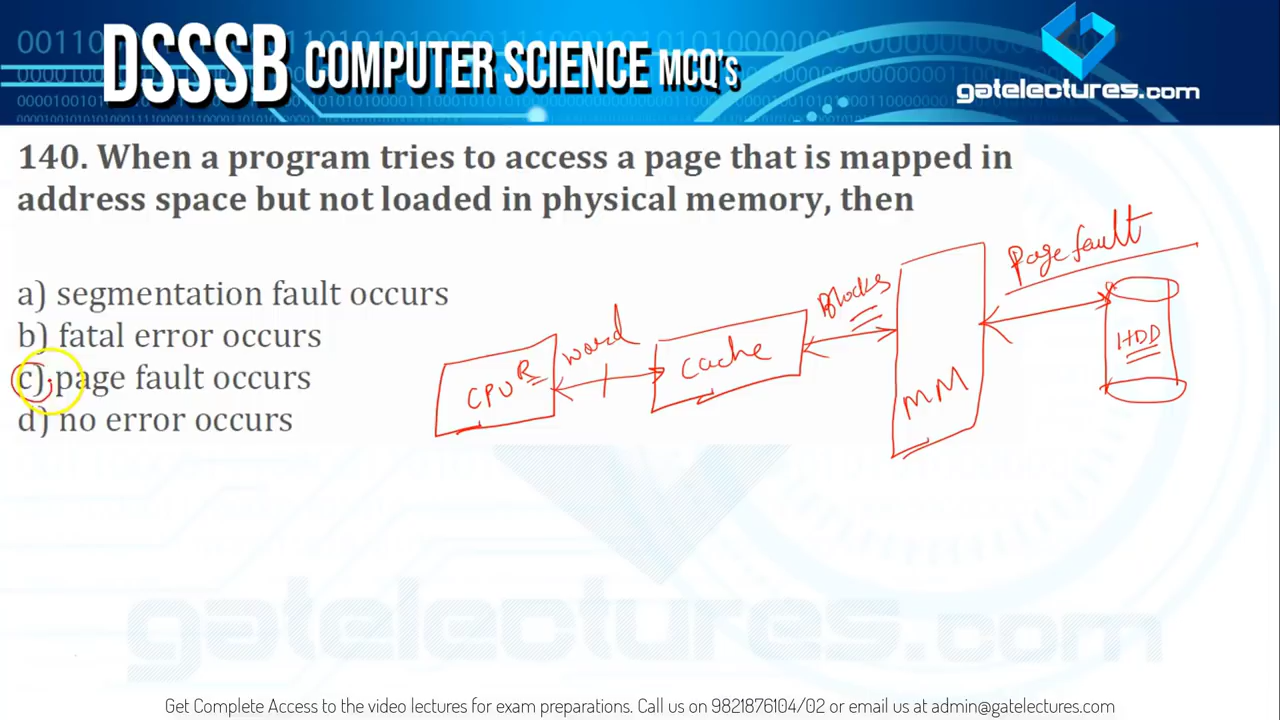 DSSSB COMPUTER SCIENCE MCQ's
gatelectures.com
140. When a program tries to access a page that is mapped in
address space but not loaded in physical memory, then
a) segmentation fault occurs
b) fatal error occurs
c) page fault occurs
d) no error occurs
CPU R
word
Cache
Blocks
MM
Page fault
HDD
gatelectures.com
Get Complete Access to the video lectures for exam preparations. Call us on 9821876104/02 or email us at admin@gatelectures.com